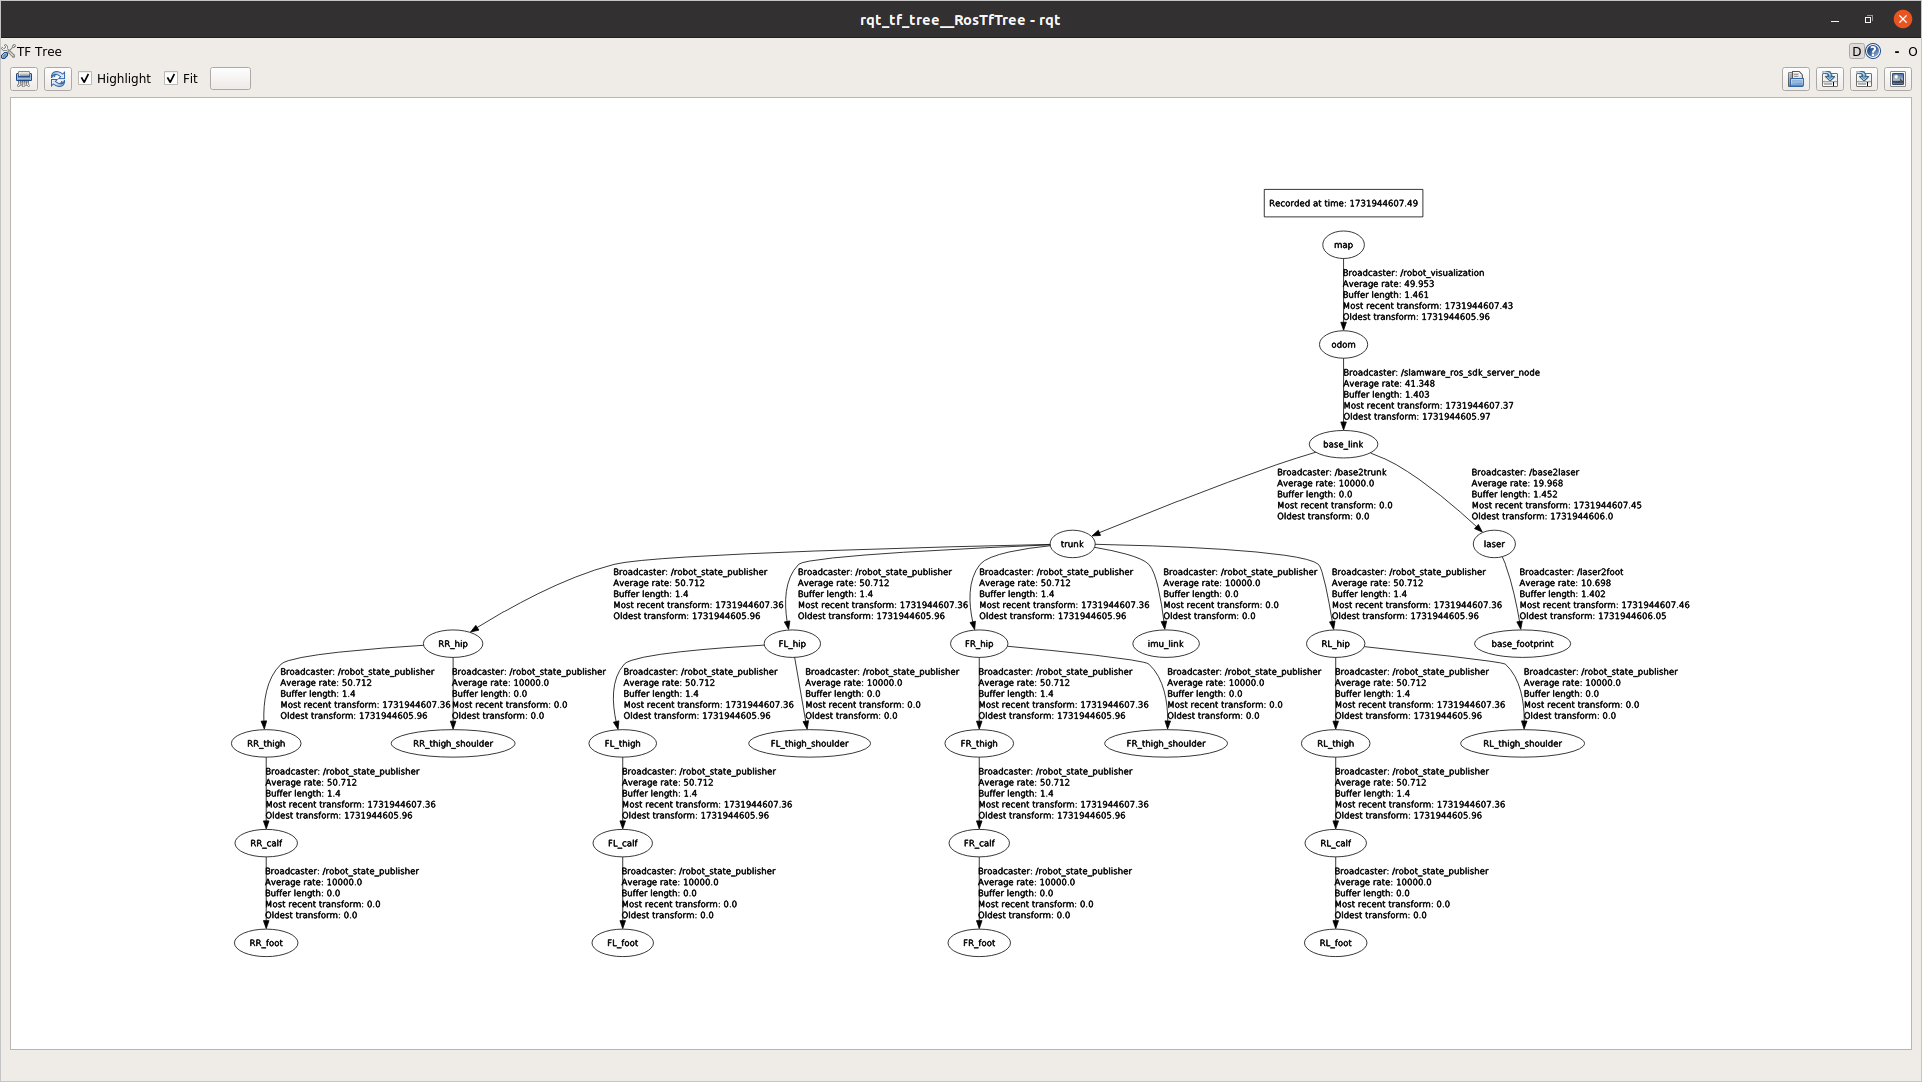 rqt_tf_tree__RosTfTree - rqt
TF Tree
D
- O
Highlight
Fit
Recorded at time: 1731944607.49
map
Broadcaster: /robot_visualization
Average rate: 49.953
Buffer length: 1.461
Most recent transform: 1731944607.43
Oldest transform: 1731944605.96
odom
Broadcaster: /slamware_ros_sdk_server_node
Average rate: 41.348
Buffer length: 1.403
Most recent transform: 1731944607.37
Oldest transform: 1731944605.97
base_link
Broadcaster: /base2trunk
Average rate: 10000.0
Buffer length: 0.0
Most recent transform: 0.0
Oldest transform: 0.0
Broadcaster: /base2laser
Average rate: 19.968
Buffer length: 1.452
Most recent transform: 1731944607.45
Oldest transform: 1731944606.0
trunk
laser
Broadcaster: /robot_state_publisher
Average rate: 50.712
Buffer length: 1.4
Most recent transform: 1731944607.36
Oldest transform: 1731944605.96
Broadcaster: /robot_state_publisher
Average rate: 50.712
Buffer length: 1.4
Most recent transform: 1731944607.36
Oldest transform: 1731944605.96
Broadcaster: /robot_state_publisher
Average rate: 50.712
Buffer length: 1.4
Most recent transform: 1731944607.36
Oldest transform: 1731944605.96
Broadcaster: /robot_state_publisher
Average rate: 10000.0
Buffer length: 0.0
Most recent transform: 0.0
Oldest transform: 0.0
Broadcaster: /robot_state_publisher
Average rate: 50.712
Buffer length: 1.4
Most recent transform: 1731944607.36
Oldest transform: 1731944605.96
Broadcaster: /laser2foot
Average rate: 10.698
Buffer length: 1.402
Most recent transform: 1731944607.46
Oldest transform: 1731944606.05
RR_hip
FL_hip
FR_hip
imu_link
RL_hip
base_footprint
Broadcaster: /robot_state_publisher
Average rate: 50.712
Buffer length: 1.4
Most recent transform: 1731944607.36
Oldest transform: 1731944605.96
Broadcaster: /robot_state_publisher
Average rate: 10000.0
Buffer length: 0.0
Most recent transform: 0.0
Oldest transform: 0.0
Broadcaster: /robot_state_publisher
Average rate: 50.712
Buffer length: 1.4
Most recent transform: 1731944607.36
Oldest transform: 1731944605.96
Broadcaster: /robot_state_publisher
Average rate: 10000.0
Buffer length: 0.0
Most recent transform: 0.0
Oldest transform: 0.0
Broadcaster: /robot_state_publisher
Average rate: 50.712
Buffer length: 1.4
Most recent transform: 1731944607.36
Oldest transform: 1731944605.96
Broadcaster: /robot_state_publisher
Average rate: 10000.0
Buffer length: 0.0
Most recent transform: 0.0
Oldest transform: 0.0
Broadcaster: /robot_state_publisher
Average rate: 50.712
Buffer length: 1.4
Most recent transform: 1731944607.36
Oldest transform: 1731944605.96
Broadcaster: /robot_state_publisher
Average rate: 10000.0
Buffer length: 0.0
Most recent transform: 0.0
Oldest transform: 0.0
RR_thigh
RR_thigh_shoulder
FL_thigh
FL_thigh_shoulder
FR_thigh
FR_thigh_shoulder
RL_thigh
RL_thigh_shoulder
Broadcaster: /robot_state_publisher
Average rate: 50.712
Buffer length: 1.4
Most recent transform: 1731944607.36
Oldest transform: 1731944605.96
Broadcaster: /robot_state_publisher
Average rate: 50.712
Buffer length: 1.4
Most recent transform: 1731944607.36
Oldest transform: 1731944605.96
Broadcaster: /robot_state_publisher
Average rate: 50.712
Buffer length: 1.4
Most recent transform: 1731944607.36
Oldest transform: 1731944605.96
Broadcaster: /robot_state_publisher
Average rate: 50.712
Buffer length: 1.4
Most recent transform: 1731944607.36
Oldest transform: 1731944605.96
RR_calf
FL_calf
FR_calf
RL_calf
Broadcaster: /robot_state_publisher
Average rate: 10000.0
Buffer length: 0.0
Most recent transform: 0.0
Oldest transform: 0.0
Broadcaster: /robot_state_publisher
Average rate: 10000.0
Buffer length: 0.0
Most recent transform: 0.0
Oldest transform: 0.0
Broadcaster: /robot_state_publisher
Average rate: 10000.0
Buffer length: 0.0
Most recent transform: 0.0
Oldest transform: 0.0
Broadcaster: /robot_state_publisher
Average rate: 10000.0
Buffer length: 0.0
Most recent transform: 0.0
Oldest transform: 0.0
RR_foot
FL_foot
FR_foot
RL_foot